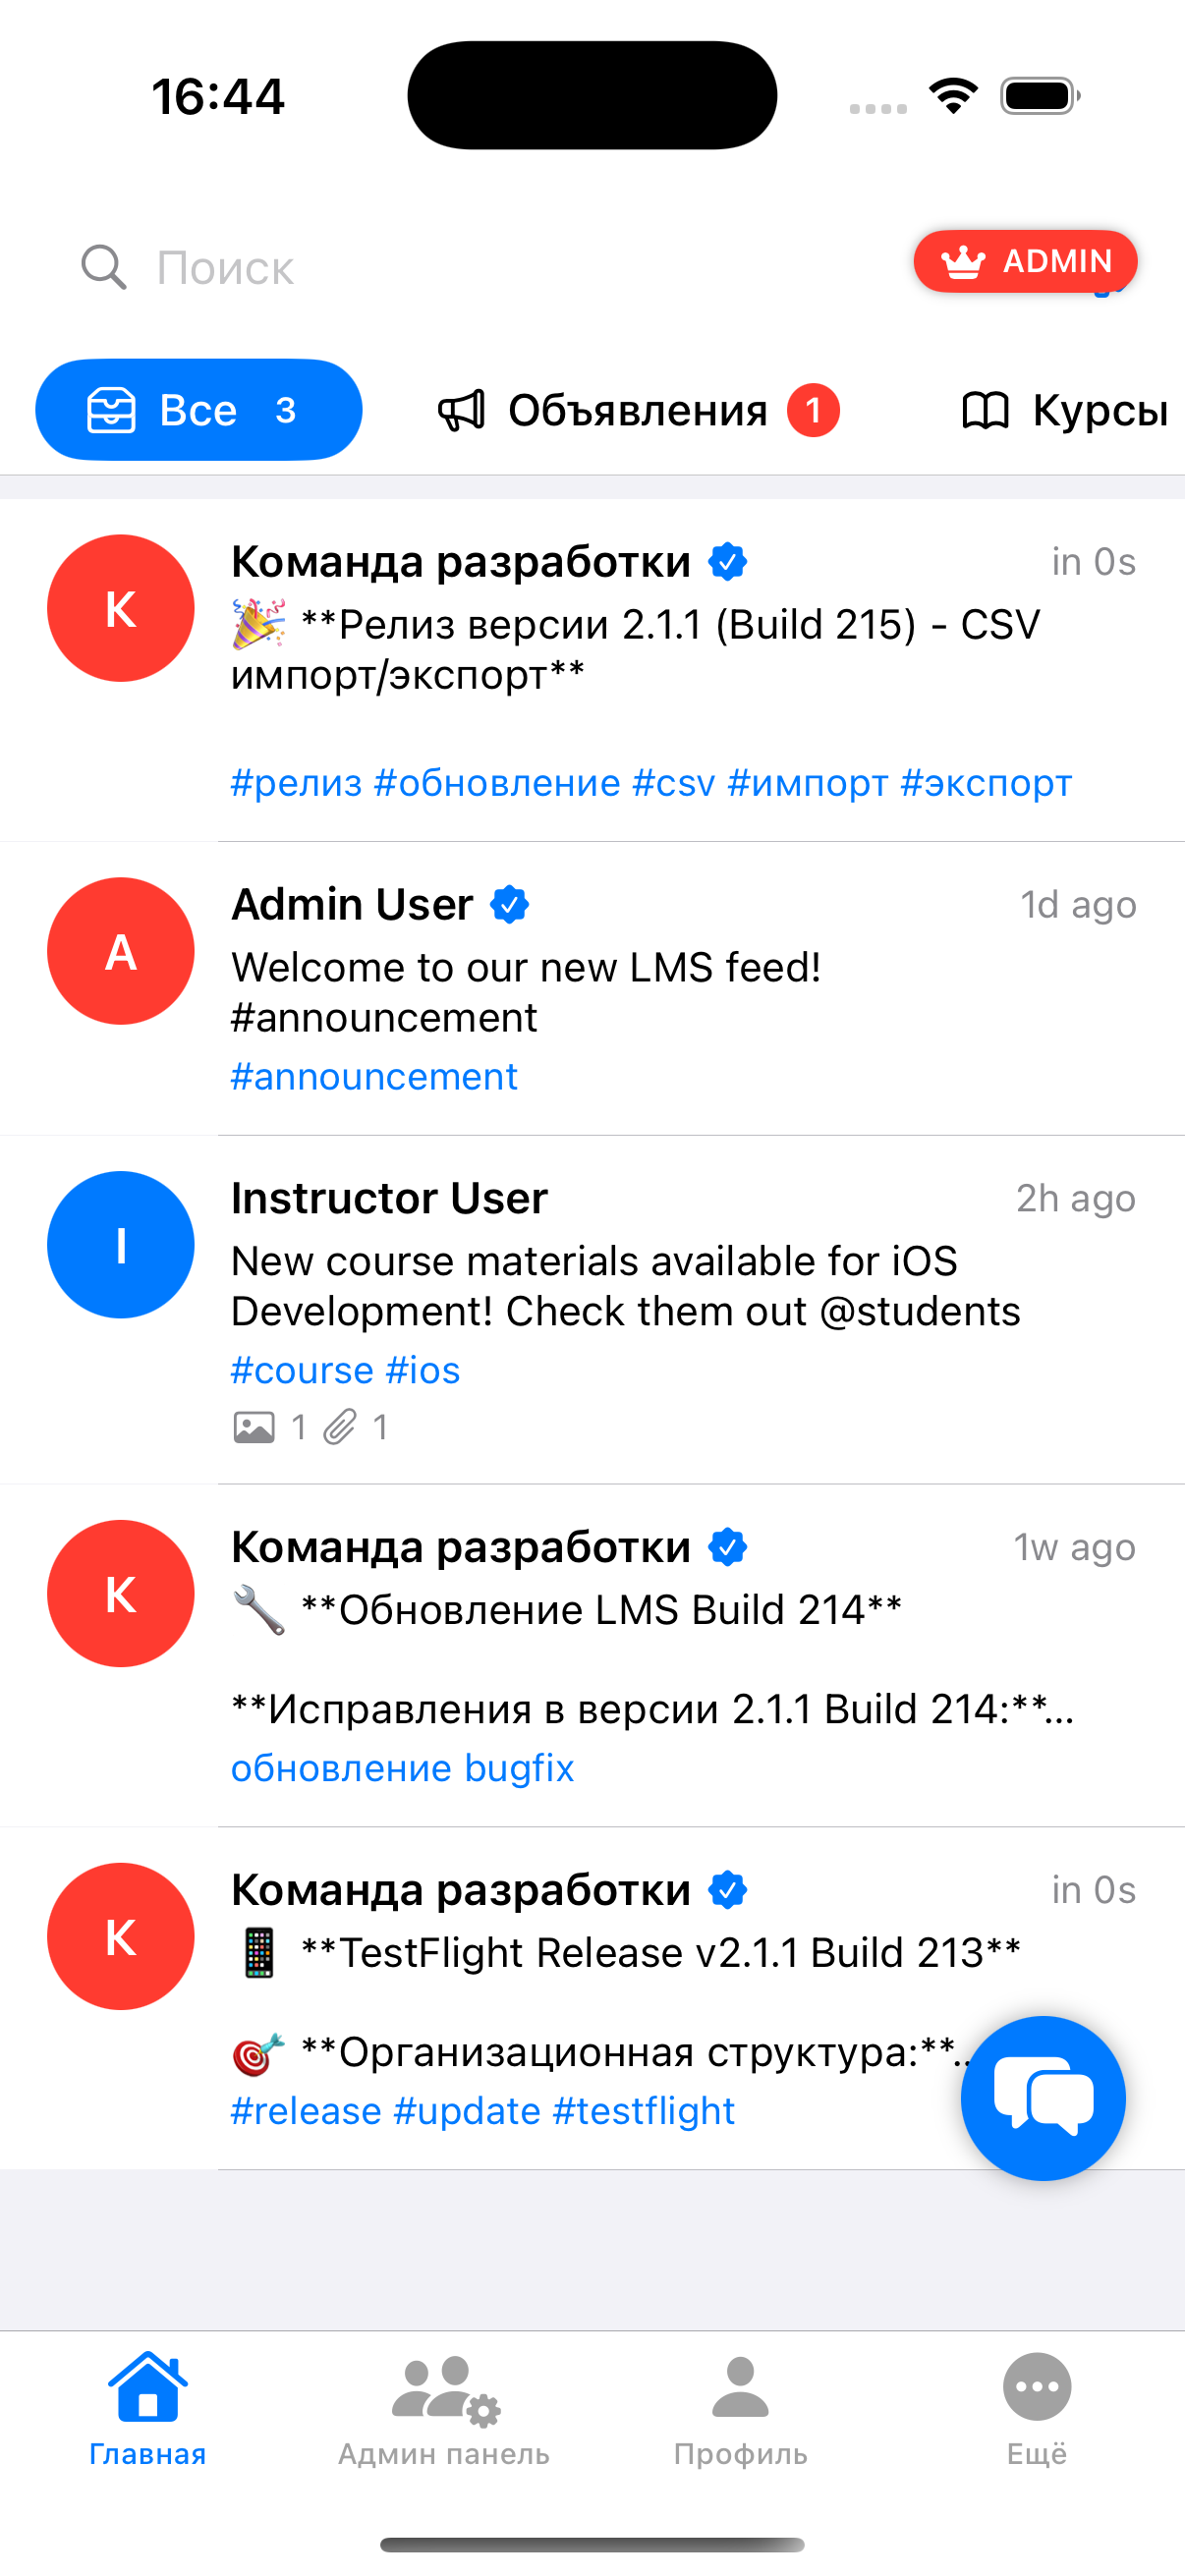 16:44
Поиск
ADMIN
Все 3
Объявления 1
Курсы
К
Команда разработки
in 0s
🎉 **Релиз версии 2.1.1 (Build 215) - CSV
импорт/экспорт**
#релиз #обновление #csv #импорт #экспорт
A
Admin User
1d ago
Welcome to our new LMS feed!
#announcement
#announcement
I
Instructor User
2h ago
New course materials available for iOS
Development! Check them out @students
#course #ios
1 1
К
Команда разработки
1w ago
🔧 **Обновление LMS Build 214**
**Исправления в версии 2.1.1 Build 214:**...
обновление bugfix
К
Команда разработки
in 0s
📱 **TestFlight Release v2.1.1 Build 213**
🎯 **Организационная структура:**...
#release #update #testflight
Главная
Админ панель
Профиль
Ещё